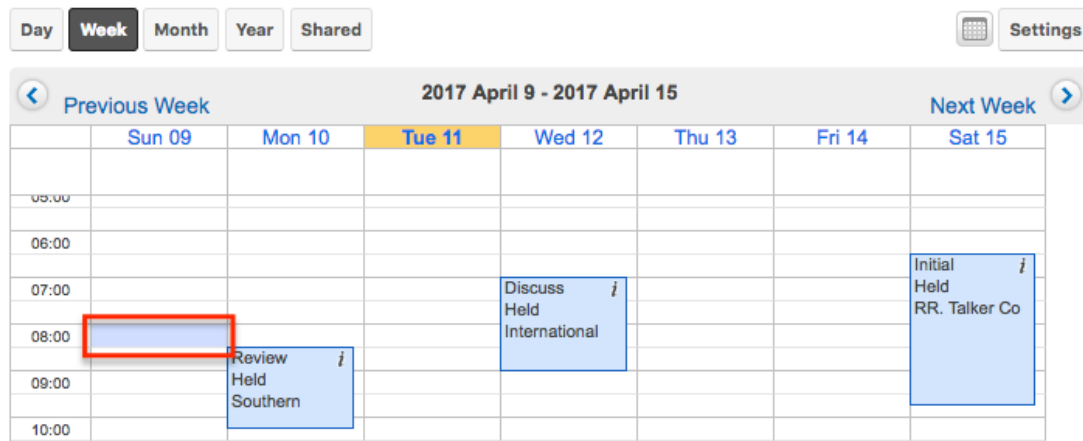 Day Week Month Year Shared Settings
Previous Week 2017 April 9 - 2017 April 15 Next Week
Sun 09 Mon 10 Tue 11 Wed 12 Thu 13 Fri 14 Sat 15
05:00
06:00
Initial i
Held
RR. Talker Co
07:00
Discuss i
Held
International
08:00
Review i
Held
Southern
09:00
10:00